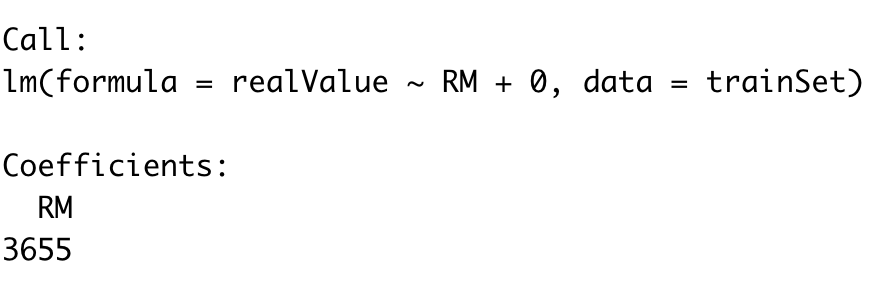 Call:
lm(formula = realValue ~ RM + 0, data = trainSet)
Coefficients:
RM
3655